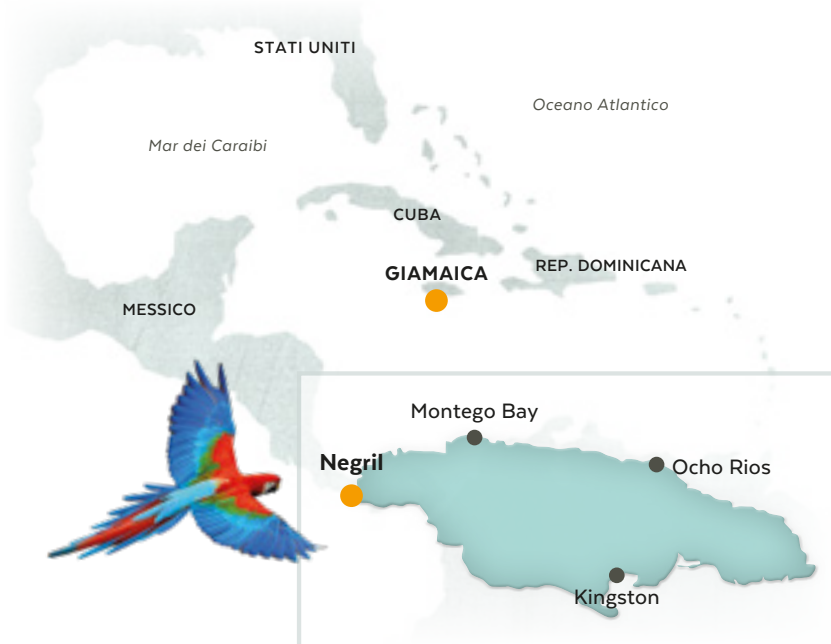 STATI UNITI
Oceano Atlantico
Mar dei Caraibi
CUBA
REP. DOMINICANA
GIAMAICA
MESSICO
Montego Bay
Negril
Ocho Rios
Kingston